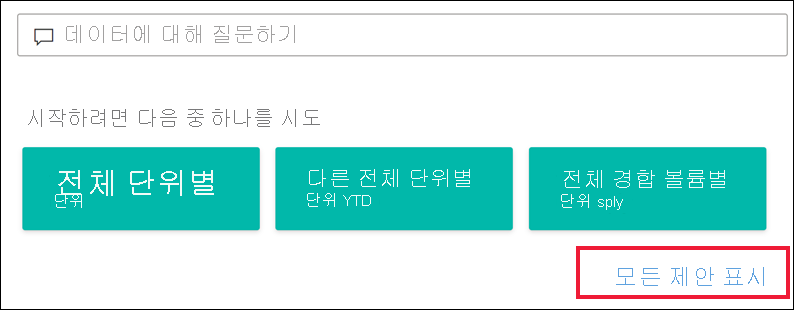 데이터에 대해 질문하기
시작하려면 다음 중 하나를 시도
전체 단위별
단위
다른 전체 단위별
단위 YTD
전체 경합 볼륨별
단위 sply
모든 제안 표시